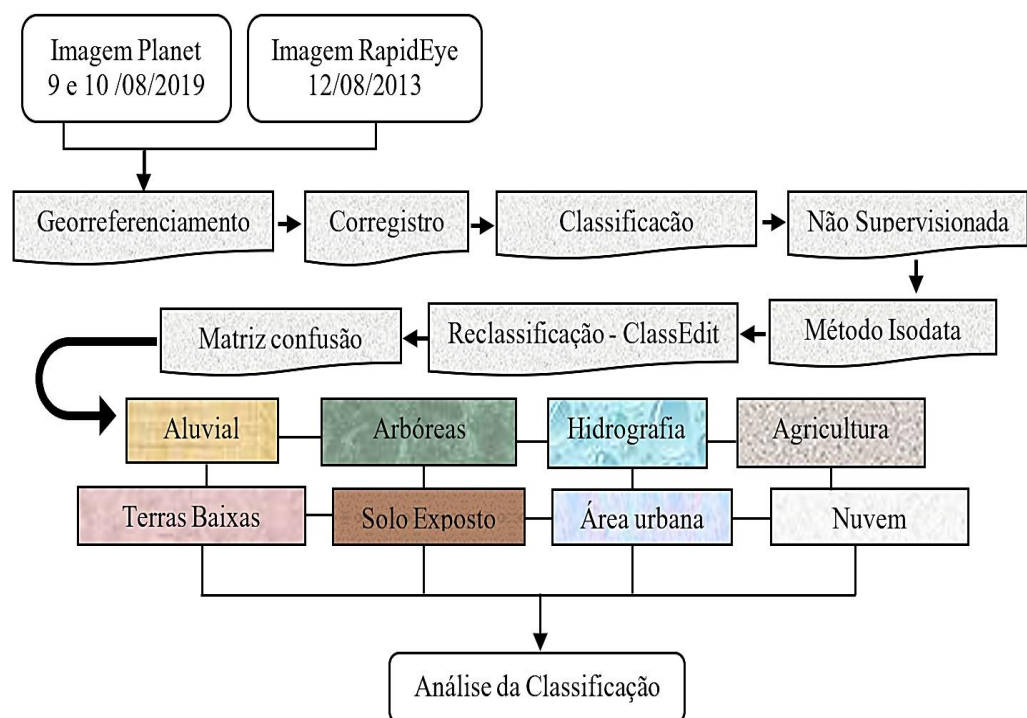 Imagem Planet
9 e 10 /08/2019
Imagem RapidEye
12/08/2013
Georreferenciamento
Corregistro
Classificação
Não Supervisionada
Método Isodata
Reclassificação - ClassEdit
Matriz confusão
Aluvial
Arbóreas
Hidrografia
Agricultura
Terras Baixas
Solo Exposto
Área urbana
Nuvem
Análise da Classificação